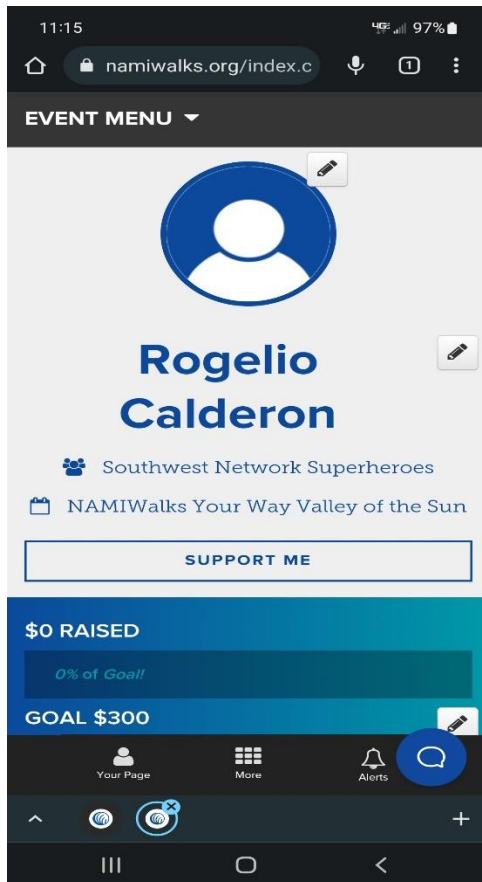 11:15 4GE 97%
namiwalks.org/index.c 1
EVENT MENU
Rogelio
Calderon
Southwest Network Superheroes
NAMIWalks Your Way Valley of the Sun
SUPPORT ME
$0 RAISED
0% of Goal!
GOAL $300
Your Page More Alerts